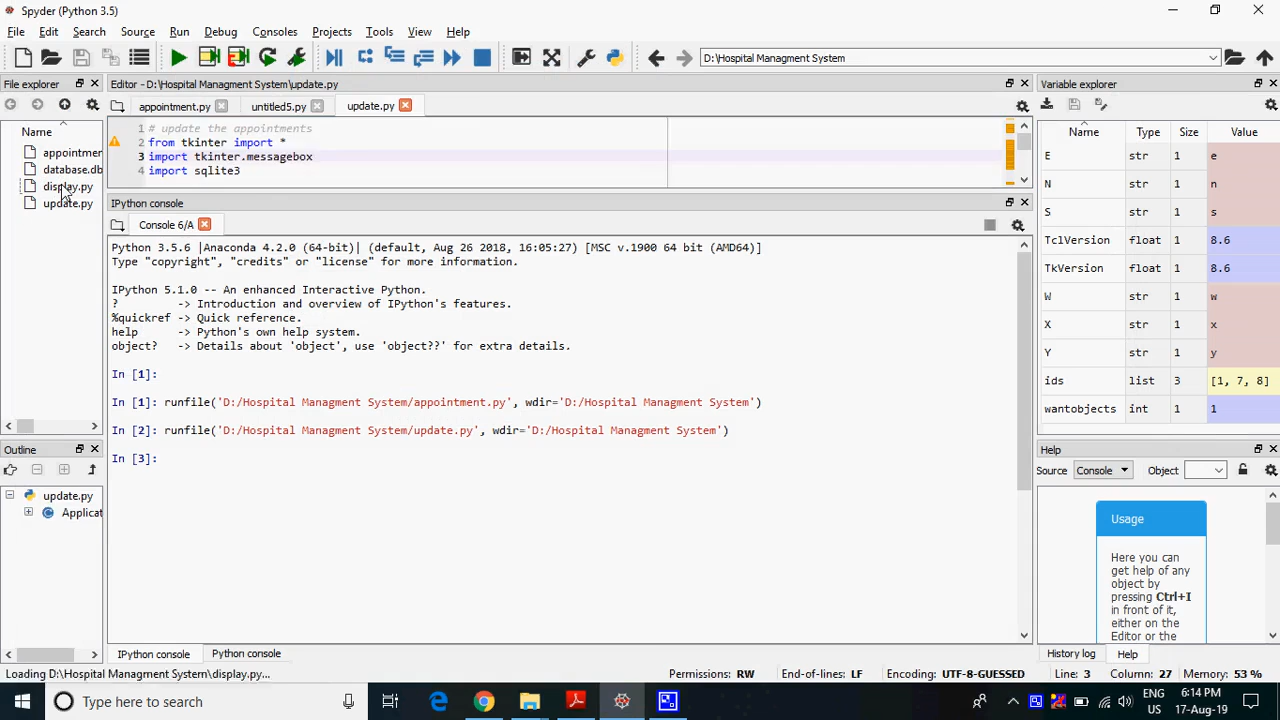 Spyder (Python 3.5)
File Edit Search Source Run Debug Consoles Projects Tools View Help
D:\Hospital Managment System
File explorer
Name
appointmer
database.db
display.py
update.py
Outline
update.py
Applicat
Editor - D:\Hospital Managment System\update.py
appointment.py untitled5.py update.py
1 # update the appointments
2 from tkinter import *
3 import tkinter.messagebox
4 import sqlite3
IPython console
Console 6/A
Python 3.5.6 |Anaconda 4.2.0 (64-bit)| (default, Aug 26 2018, 16:05:27) [MSC v.1900 64 bit (AMD64)]
Type "copyright", "credits" or "license" for more information.
IPython 5.1.0 -- An enhanced Interactive Python.
? -> Introduction and overview of IPython's features.
%quickref -> Quick reference.
help -> Python's own help system.
object? -> Details about 'object', use 'object??' for extra details.
In [1]:
In [1]: runfile('D:/Hospital Managment System/appointment.py', wdir='D:/Hospital Managment System')
In [2]: runfile('D:/Hospital Managment System/update.py', wdir='D:/Hospital Managment System')
In [3]:
IPython console Python console
Variable explorer
Name Type Size Value
E str 1 e
N str 1 n
S str 1 s
TclVersion float 1 8.6
TkVersion float 1 8.6
W str 1 w
X str 1 x
Y str 1 y
ids list 3 [1, 7, 8]
wantobjects int 1 1
Help
Source Console Object
Usage
Here you can
get help of any
object by
pressing Ctrl+I
in front of it,
either on the
Editor or the
History log Help
Loading D:\Hospital Managment System\display.py... Permissions: RW End-of-lines: LF Encoding: UTF-8-GUESSED Line: 3 Column: 27 Memory: 53 %
Type here to search
ENG
US
6:14 PM
17-Aug-19